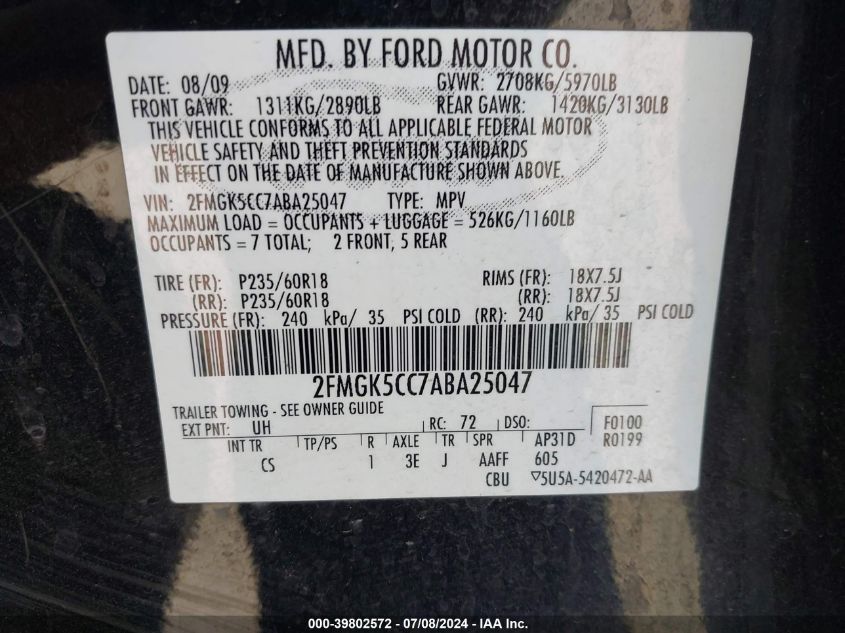 MFD. BY FORD MOTOR CO.
DATE: 08/09 GVWR: 2708KG/5970LB
FRONT GAWR: 1311KG/2890LB REAR GAWR: 1420KG/3130LB
THIS VEHICLE CONFORMS TO ALL APPLICABLE FEDERAL MOTOR
VEHICLE SAFETY AND THEFT PREVENTION STANDARDS
IN EFFECT ON THE DATE OF MANUFACTURE SHOWN ABOVE.
VIN: 2FMGK5CC7ABA25047 TYPE: MPV
MAXIMUM LOAD = OCCUPANTS + LUGGAGE = 526KG/1160LB
OCCUPANTS = 7 TOTAL; 2 FRONT, 5 REAR
TIRE (FR): P235/60R18 RIMS (FR): 18X7.5J
(RR): P235/60R18 (RR): 18X7.5J
PRESSURE (FR): 240 kPa/ 35 PSI COLD (RR): 240 kPa/ 35 PSI COLD
2FMGK5CC7ABA25047
TRAILER TOWING - SEE OWNER GUIDE
EXT PNT: UH RC: 72 DSO: F0100
INT TR TP/PS R AXLE TR SPR AP31D R0199
CS 1 3E J AAFF 605
CBU ▽5U5A-5420472-AA
000-39802572 / 07/08/2024 - IAA Inc.